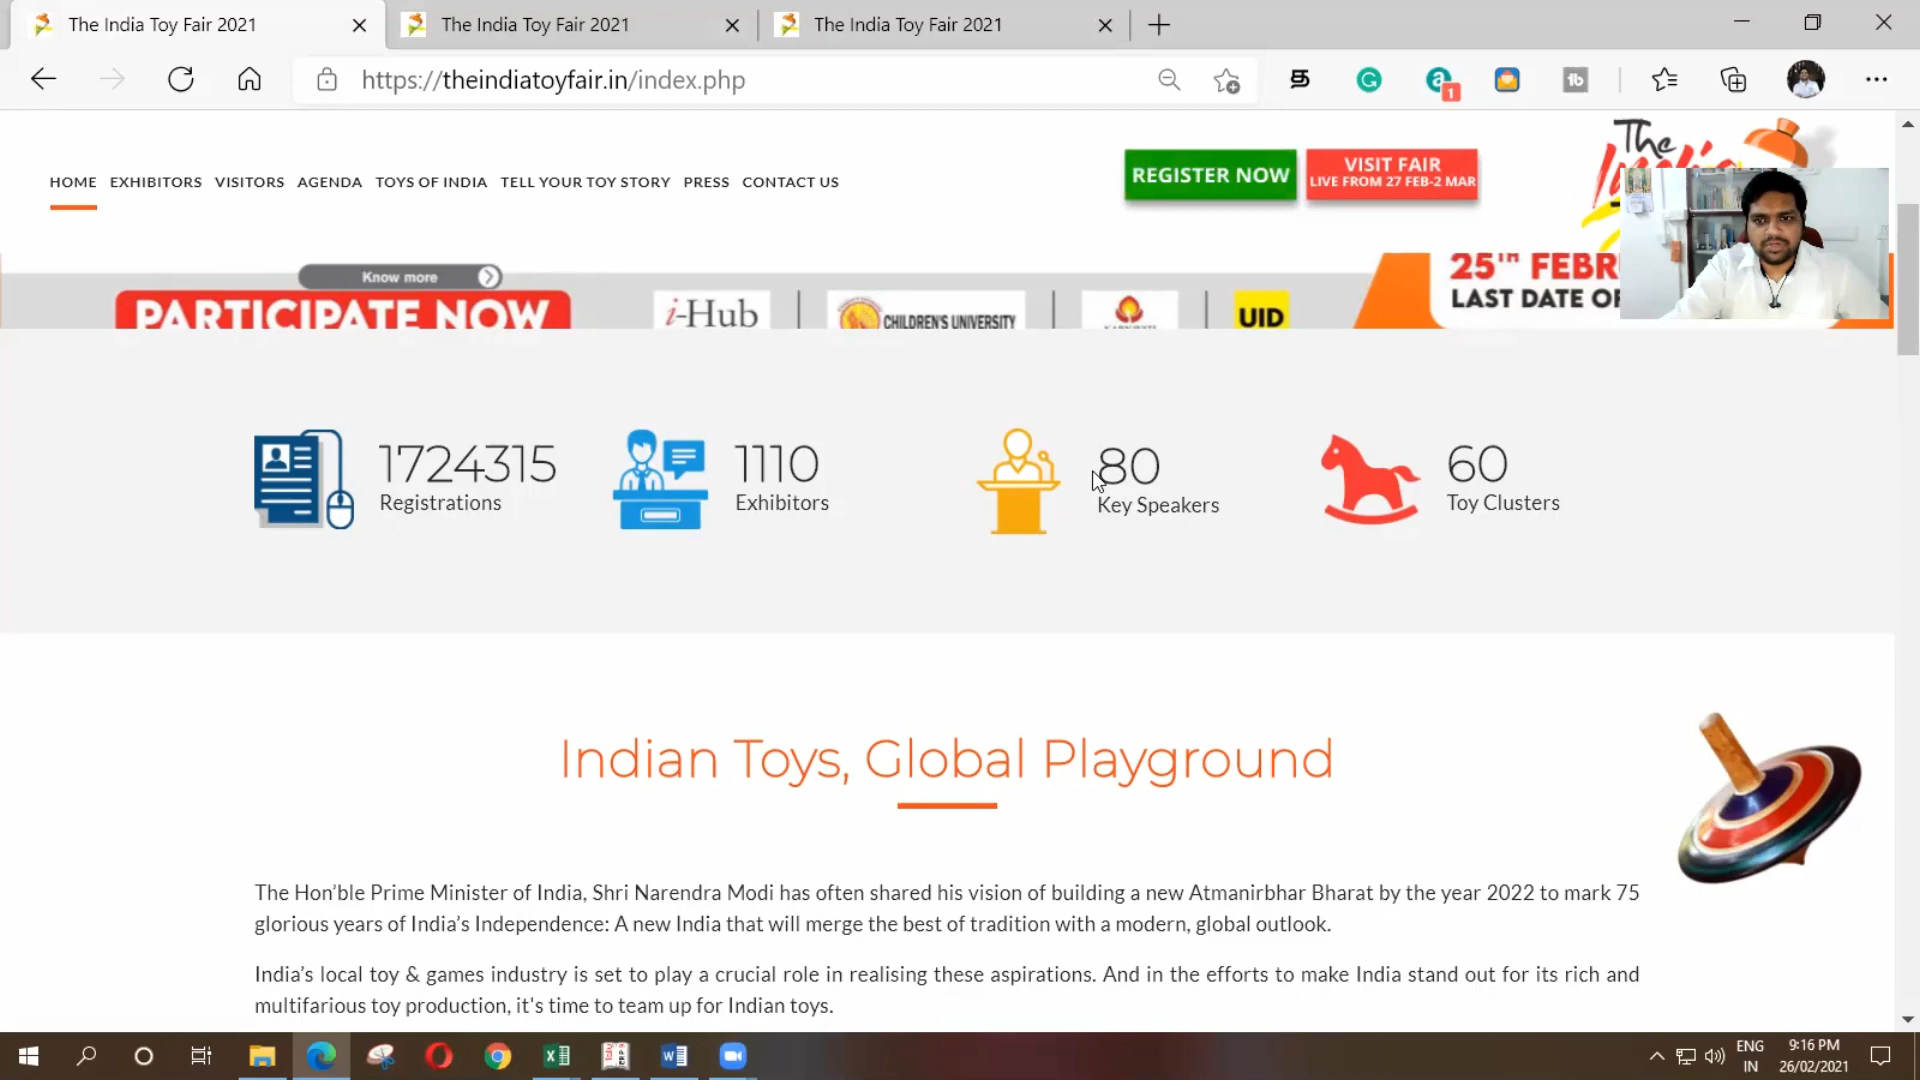 The India Toy Fair 2021
The India Toy Fair 2021
The India Toy Fair 2021
https://theindiatoyfair.in/index.php
1
HOME EXHIBITORS VISITORS AGENDA TOYS OF INDIA TELL YOUR TOY STORY PRESS CONTACT US
REGISTER NOW
VISIT FAIR
LIVE FROM 27 FEB-2 MAR
The
Know more
PARTICIPATE NOW
i-Hub
CHILDREN'S UNIVERSITY
UID
25TH FEBR
LAST DATE OF
1724315
Registrations
1110
Exhibitors
80
Key Speakers
60
Toy Clusters
Indian Toys, Global Playground
The Hon'ble Prime Minister of India, Shri Narendra Modi has often shared his vision of building a new Atmanirbhar Bharat by the year 2022 to mark 75
glorious years of India's Independence: A new India that will merge the best of tradition with a modern, global outlook.
India's local toy & games industry is set to play a crucial role in realising these aspirations. And in the efforts to make India stand out for its rich and
multifarious toy production, it's time to team up for Indian toys.
ENG
IN
9:16 PM
26/02/2021